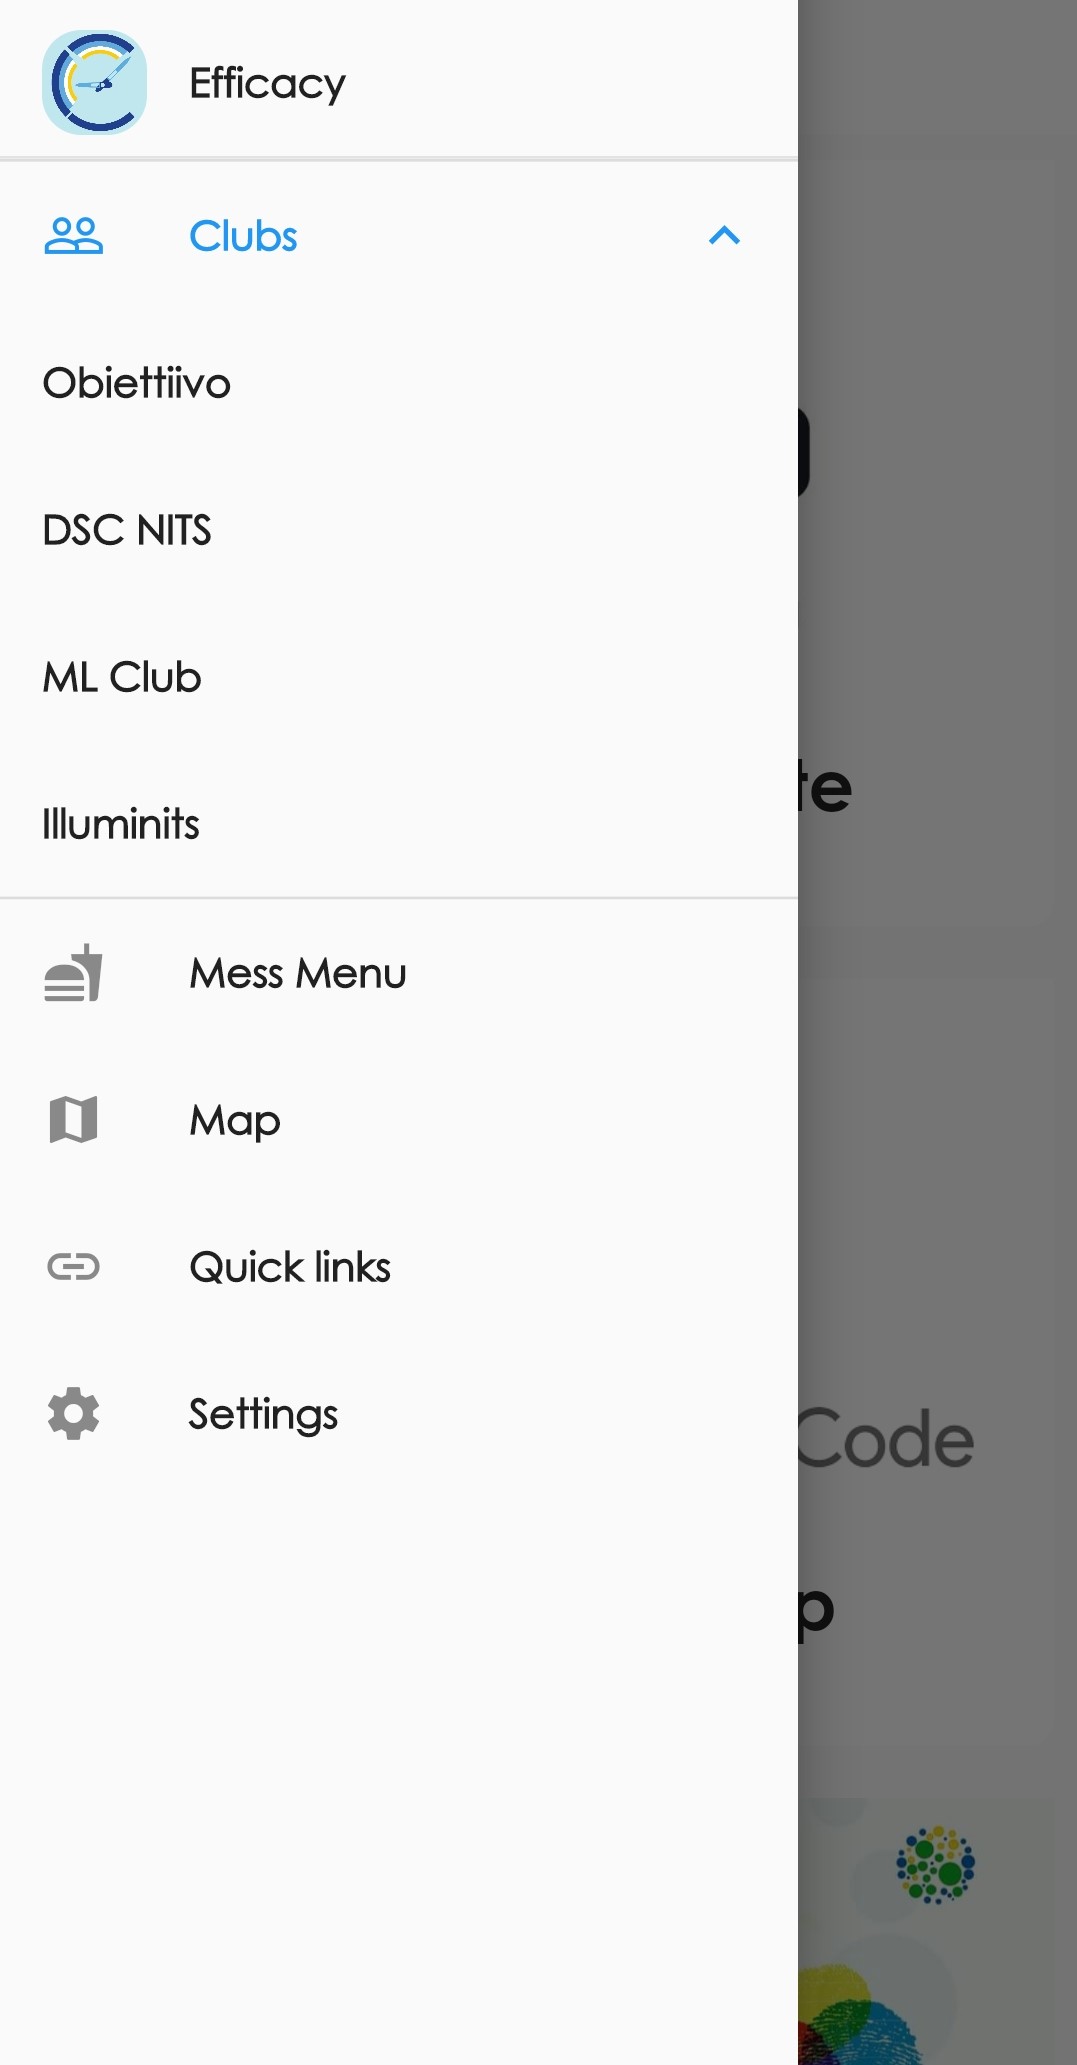 Efficacy
Clubs
Obiettiivo
DSC NITS
ML Club
Illuminits
te
Mess Menu
Map
Quick links
Settings
Code
p